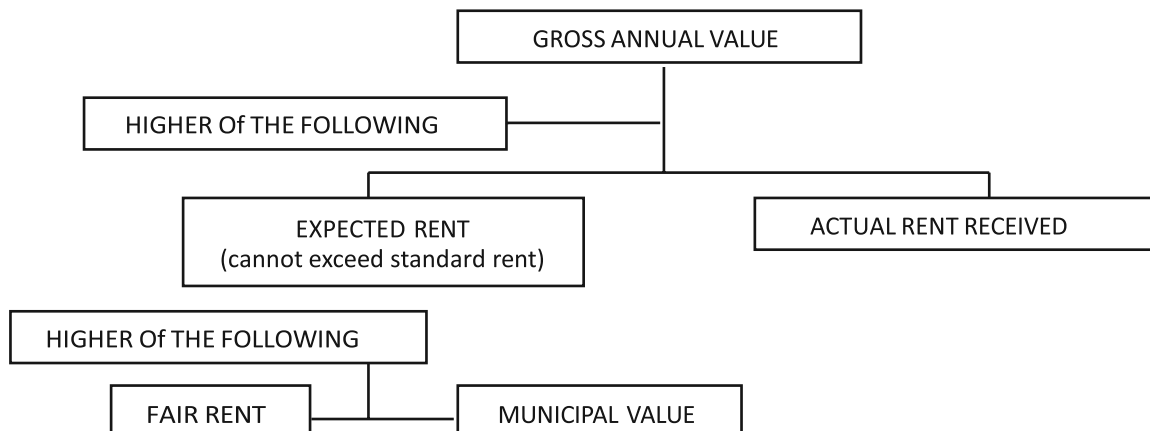 GROSS ANNUAL VALUE
HIGHER Of THE FOLLOWING
EXPECTED RENT
(cannot exceed standard rent)
ACTUAL RENT RECEIVED
HIGHER Of THE FOLLOWING
FAIR RENT
MUNICIPAL VALUE